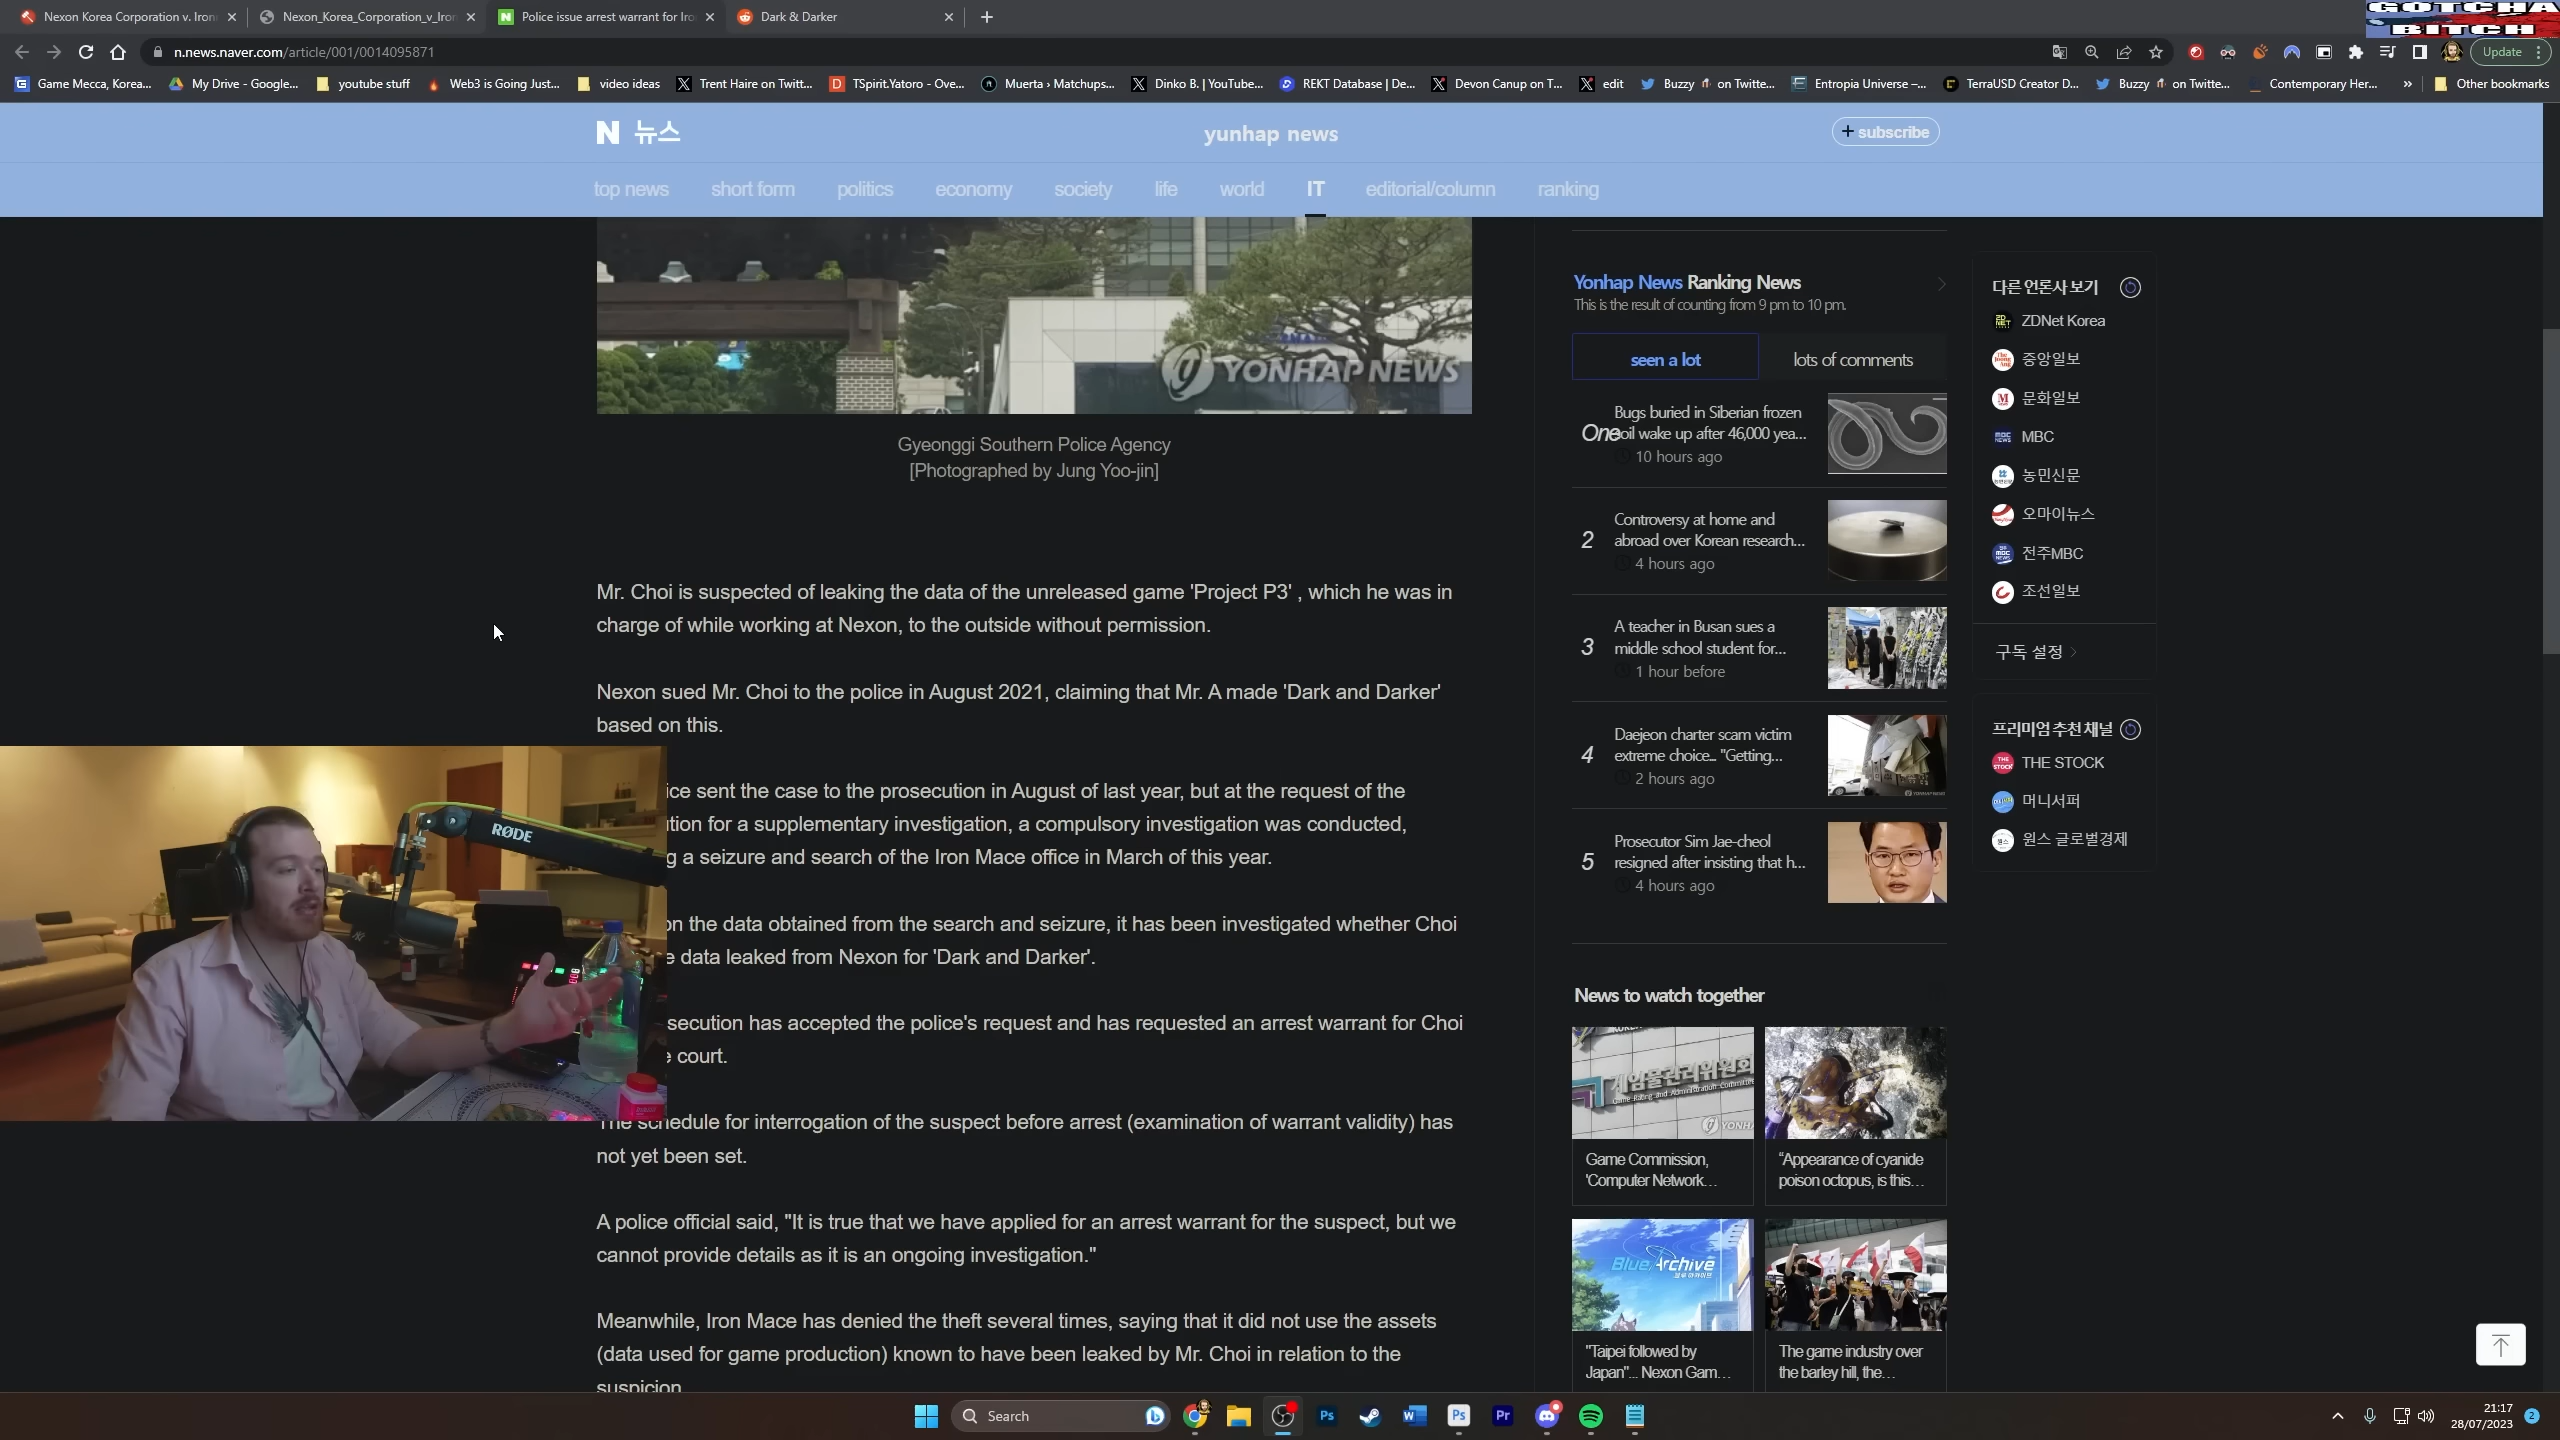 Nexon Korea Corporation v. Iron
Nexon_Korea_Corporation_v_Iron
Police issue arrest warrant for Iro
Dark & Darker
GOTCHA
BITCH
n.news.naver.com/article/001/0014095871
Update
Game Mecca, Korea...
My Drive - Google...
youtube stuff
Web3 is Going Just...
video ideas
Trent Haire on Twitt...
TSpirit.Yatoro - Ove...
Muerta › Matchups...
Dinko B. | YouTube...
REKT Database | De...
Devon Canup on T...
edit
Buzzy on Twitte...
Entropia Universe –...
TerraUSD Creator D...
Buzzy on Twitte...
Contemporary Her...
»
Other bookmarks
N 뉴스
yunhap news
+ subscribe
top news short form politics economy society life world IT editorial/column ranking
YONHAP NEWS
Gyeonggi Southern Police Agency
[Photographed by Jung Yoo-jin]
Mr. Choi is suspected of leaking the data of the unreleased game 'Project P3' , which he was in
charge of while working at Nexon, to the outside without permission.
Nexon sued Mr. Choi to the police in August 2021, claiming that Mr. A made 'Dark and Darker'
based on this.
ice sent the case to the prosecution in August of last year, but at the request of the
tion for a supplementary investigation, a compulsory investigation was conducted,
g a seizure and search of the Iron Mace office in March of this year.
on the data obtained from the search and seizure, it has been investigated whether Choi
e data leaked from Nexon for 'Dark and Darker'.
secution has accepted the police's request and has requested an arrest warrant for Choi
e court.
The schedule for interrogation of the suspect before arrest (examination of warrant validity) has
not yet been set.
A police official said, "It is true that we have applied for an arrest warrant for the suspect, but we
cannot provide details as it is an ongoing investigation."
Meanwhile, Iron Mace has denied the theft several times, saying that it did not use the assets
(data used for game production) known to have been leaked by Mr. Choi in relation to the
suspicion
RØDE
Yonhap News Ranking News
This is the result of counting from 9 pm to 10 pm.
seen a lot
lots of comments
One
Bugs buried in Siberian frozen
soil wake up after 46,000 yea...
10 hours ago
2
Controversy at home and
abroad over Korean research...
4 hours ago
3
A teacher in Busan sues a
middle school student for...
1 hour before
4
Daejeon charter scam victim
extreme choice... "Getting...
2 hours ago
5
Prosecutor Sim Jae-cheol
resigned after insisting that h...
4 hours ago
News to watch together
게임물관리위원회
Game Rating and Administration Committee
YONH
Game Commission,
'Computer Network...
“Appearance of cyanide
poison octopus, is this...
Blue Archive
블루 아카이브
"Taipei followed by
Japan"... Nexon Gam...
The game industry over
the barley hill, the...
다른 언론사 보기
ZDNet Korea
중앙일보
문화일보
MBC
농민신문
오마이뉴스
전주MBC
조선일보
구독 설정
프리미엄 추천 채널
THE STOCK
머니서퍼
원스 글로벌경제
Search
21:17
28/07/2023
2